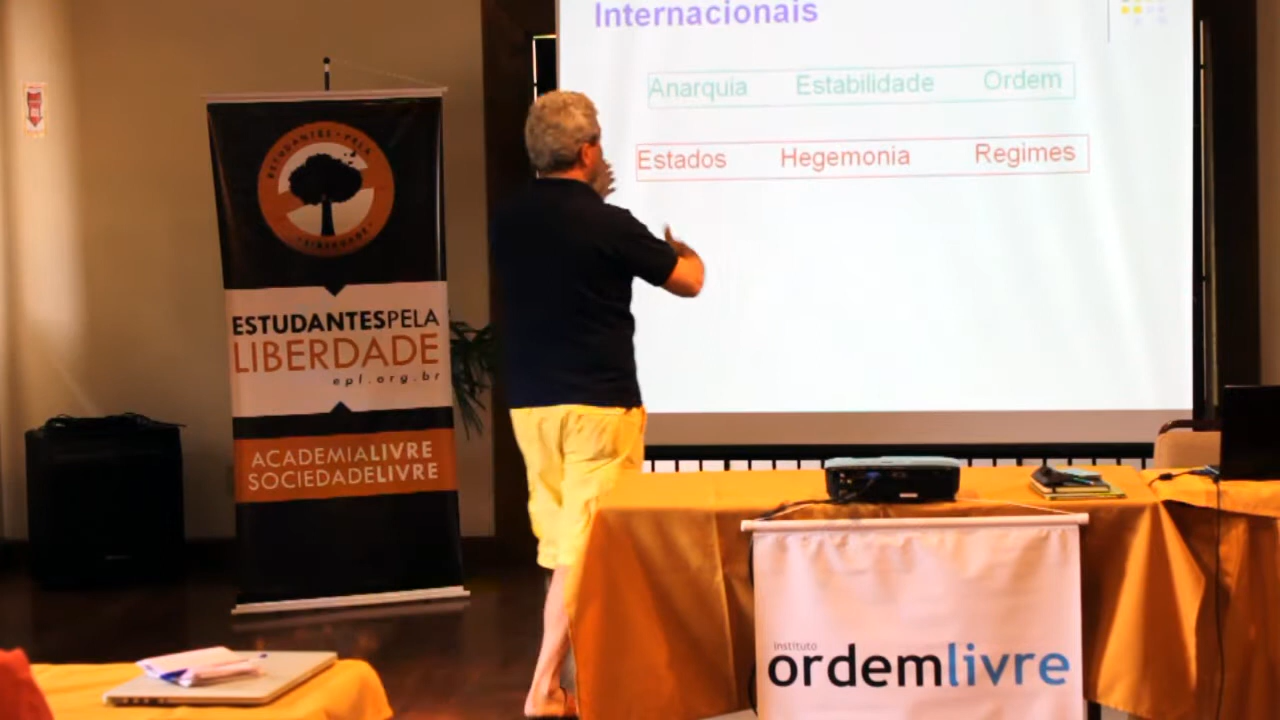 Internacionais
Anarquia Estabilidade Ordem
Estados Hegemonia Regimes
ESTUDANTES PELA
LIBERDADE
ESTUDANTESPELA
LIBERDADE
epl.org.br
ACADEMIALIVRE
SOCIEDADELIVRE
instituto
ordemlivre